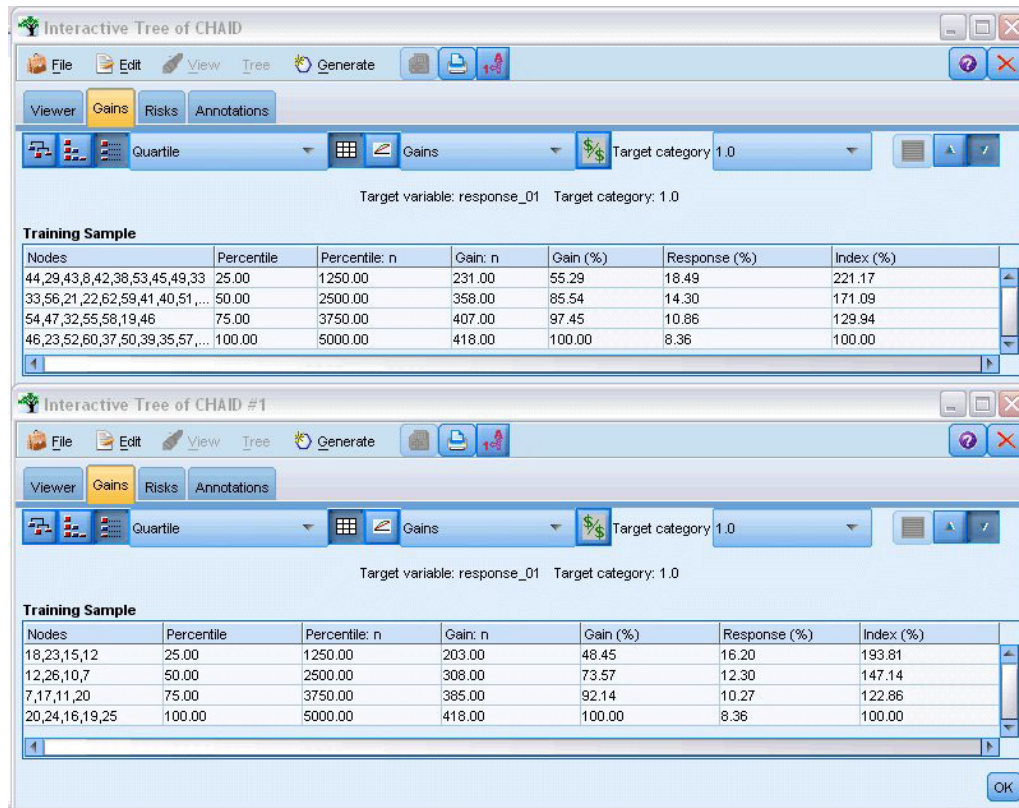 Interactive Tree of CHAID
File Edit View Tree Generate
Viewer Gains Risks Annotations
Quartile Gains Target category 1.0
Target variable: response_01 Target category: 1.0
Training Sample
Nodes Percentile Percentile: n Gain: n Gain (%) Response (%) Index (%)
44,29,43,8,42,38,53,45,49,33 25.00 1250.00 231.00 55.29 18.49 221.17
33,56,21,22,62,59,41,40,51,... 50.00 2500.00 358.00 85.54 14.30 171.09
54,47,32,55,58,19,46 75.00 3750.00 407.00 97.45 10.86 129.94
46,23,52,60,37,50,39,35,57,... 100.00 5000.00 418.00 100.00 8.36 100.00
Interactive Tree of CHAID #1
File Edit View Tree Generate
Viewer Gains Risks Annotations
Quartile Gains Target category 1.0
Target variable: response_01 Target category: 1.0
Training Sample
Nodes Percentile Percentile: n Gain: n Gain (%) Response (%) Index (%)
18,23,15,12 25.00 1250.00 203.00 48.45 16.20 193.81
12,26,10,7 50.00 2500.00 308.00 73.57 12.30 147.14
7,17,11,20 75.00 3750.00 385.00 92.14 10.27 122.86
20,24,16,19,25 100.00 5000.00 418.00 100.00 8.36 100.00
OK